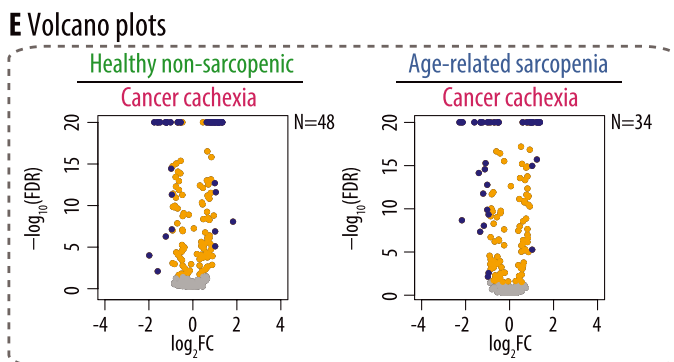 E Volcano plots
Healthy non-sarcopenic
Cancer cachexia
N=48
−log10(FDR)
20
15
10
5
0
-4 -2 0 2 4
log2FC
Age-related sarcopenia
Cancer cachexia
N=34
−log10(FDR)
20
15
10
5
0
-4 -2 0 2 4
log2FC